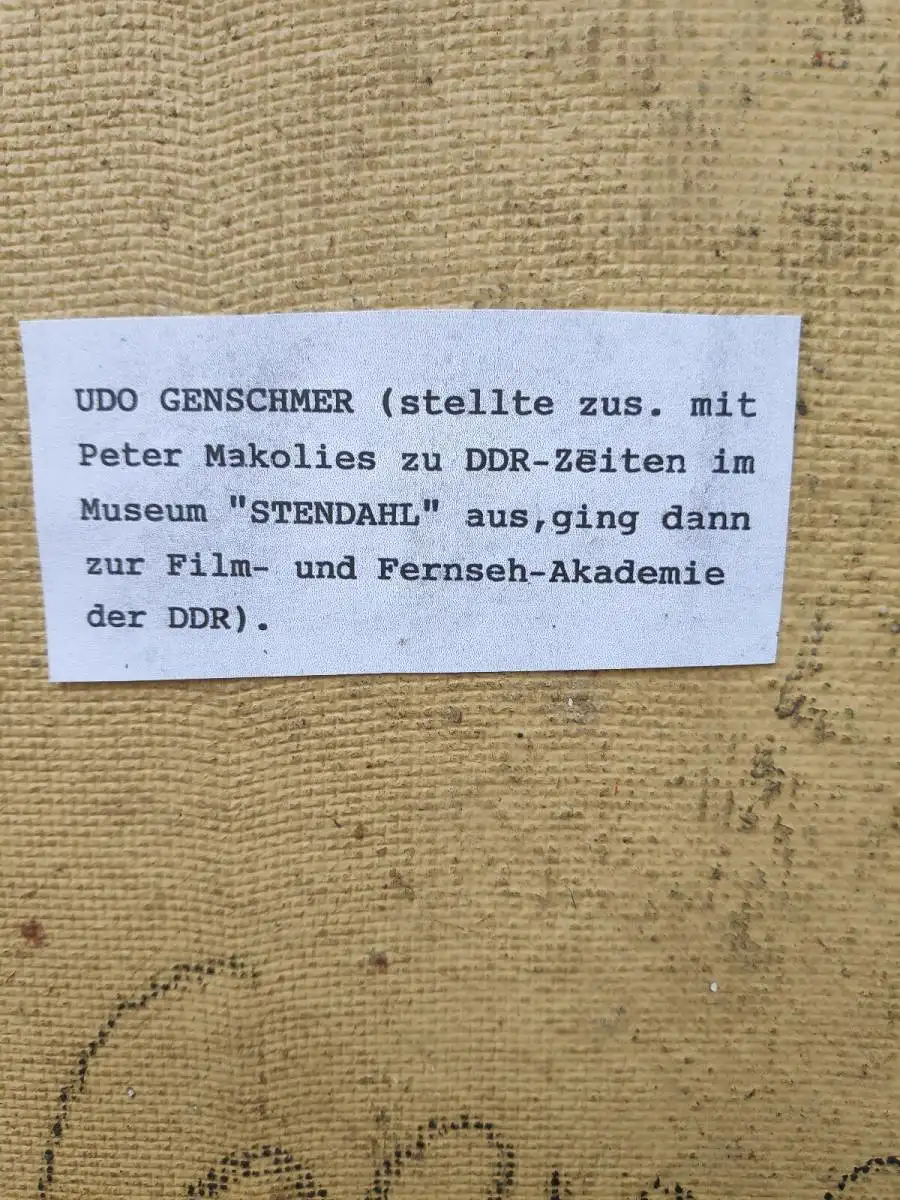 UDO GENSCHMER (stellte zus. mit
Peter Makolies zu DDR-Zeiten im
Museum "STENDAHL" aus,ging dann
zur Film- und Fernseh-Akademie
der DDR).